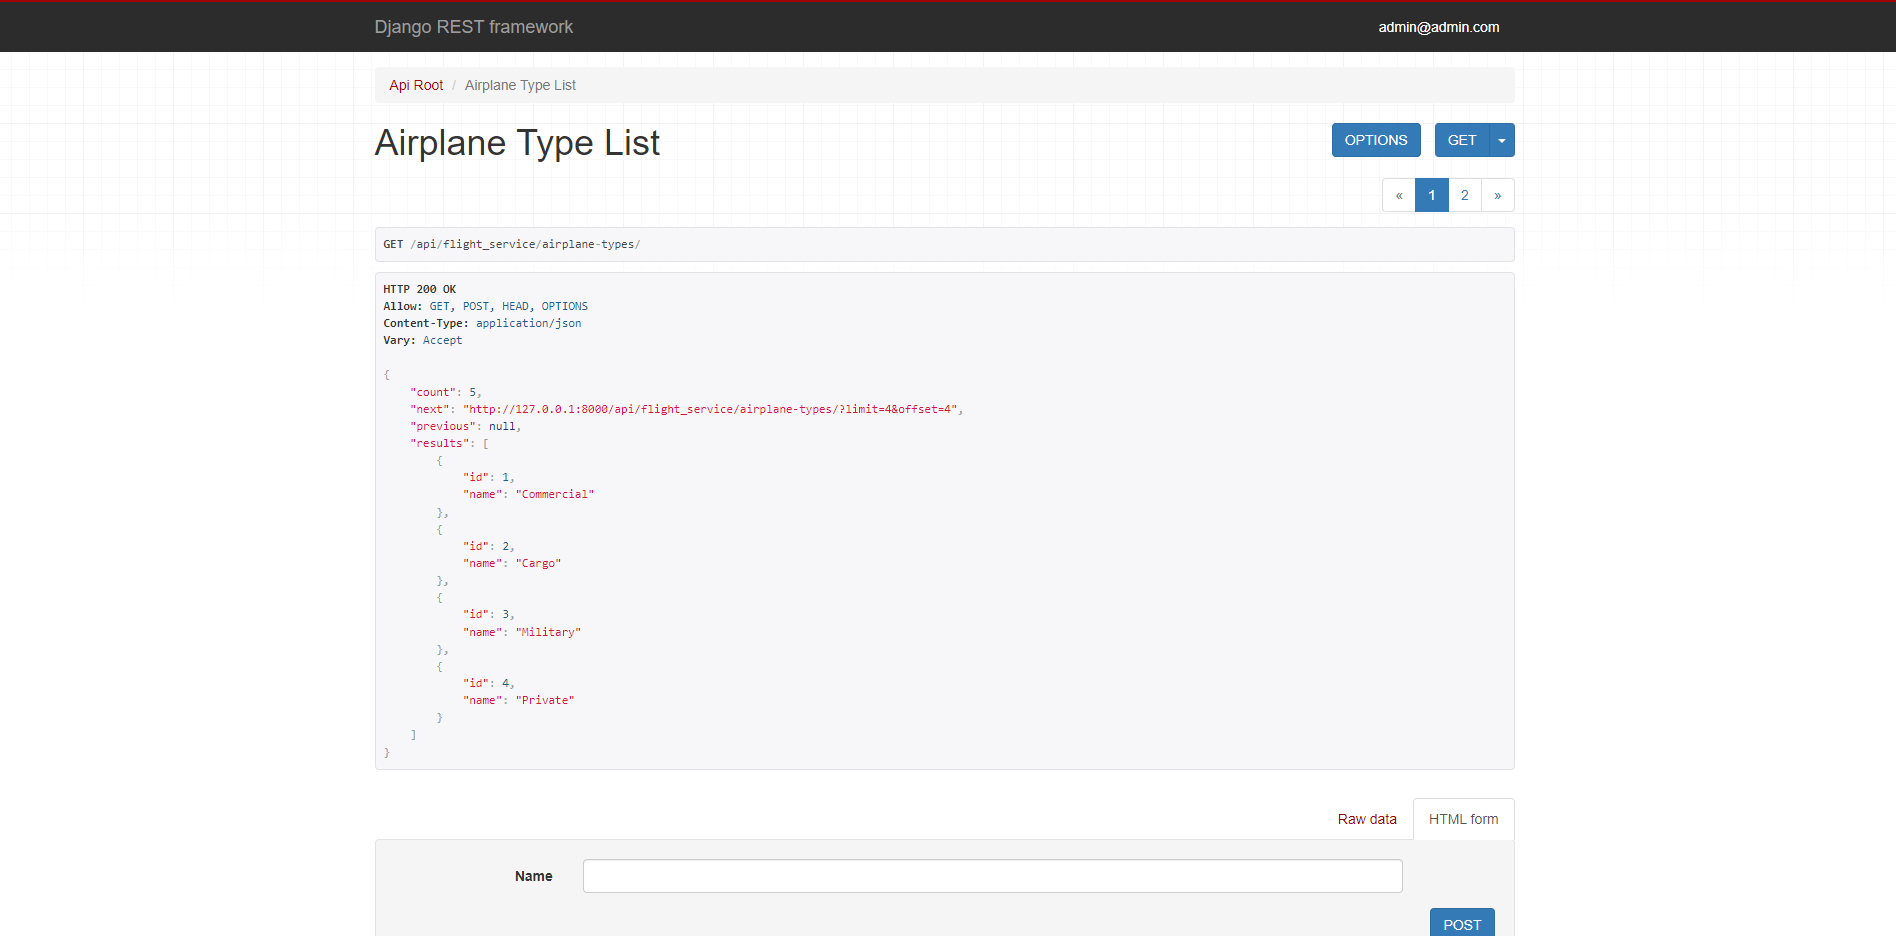 Django REST framework
admin@admin.com
Api Root / Airplane Type List
Airplane Type List
OPTIONS
GET
« 1 2 »
GET /api/flight_service/airplane-types/
HTTP 200 OK
Allow: GET, POST, HEAD, OPTIONS
Content-Type: application/json
Vary: Accept
{
    "count": 5,
    "next": "http://127.0.0.1:8000/api/flight_service/airplane-types/?limit=4&offset=4",
    "previous": null,
    "results": [
        {
            "id": 1,
            "name": "Commercial"
        },
        {
            "id": 2,
            "name": "Cargo"
        },
        {
            "id": 3,
            "name": "Military"
        },
        {
            "id": 4,
            "name": "Private"
        }
    ]
}
Raw data
HTML form
Name
POST